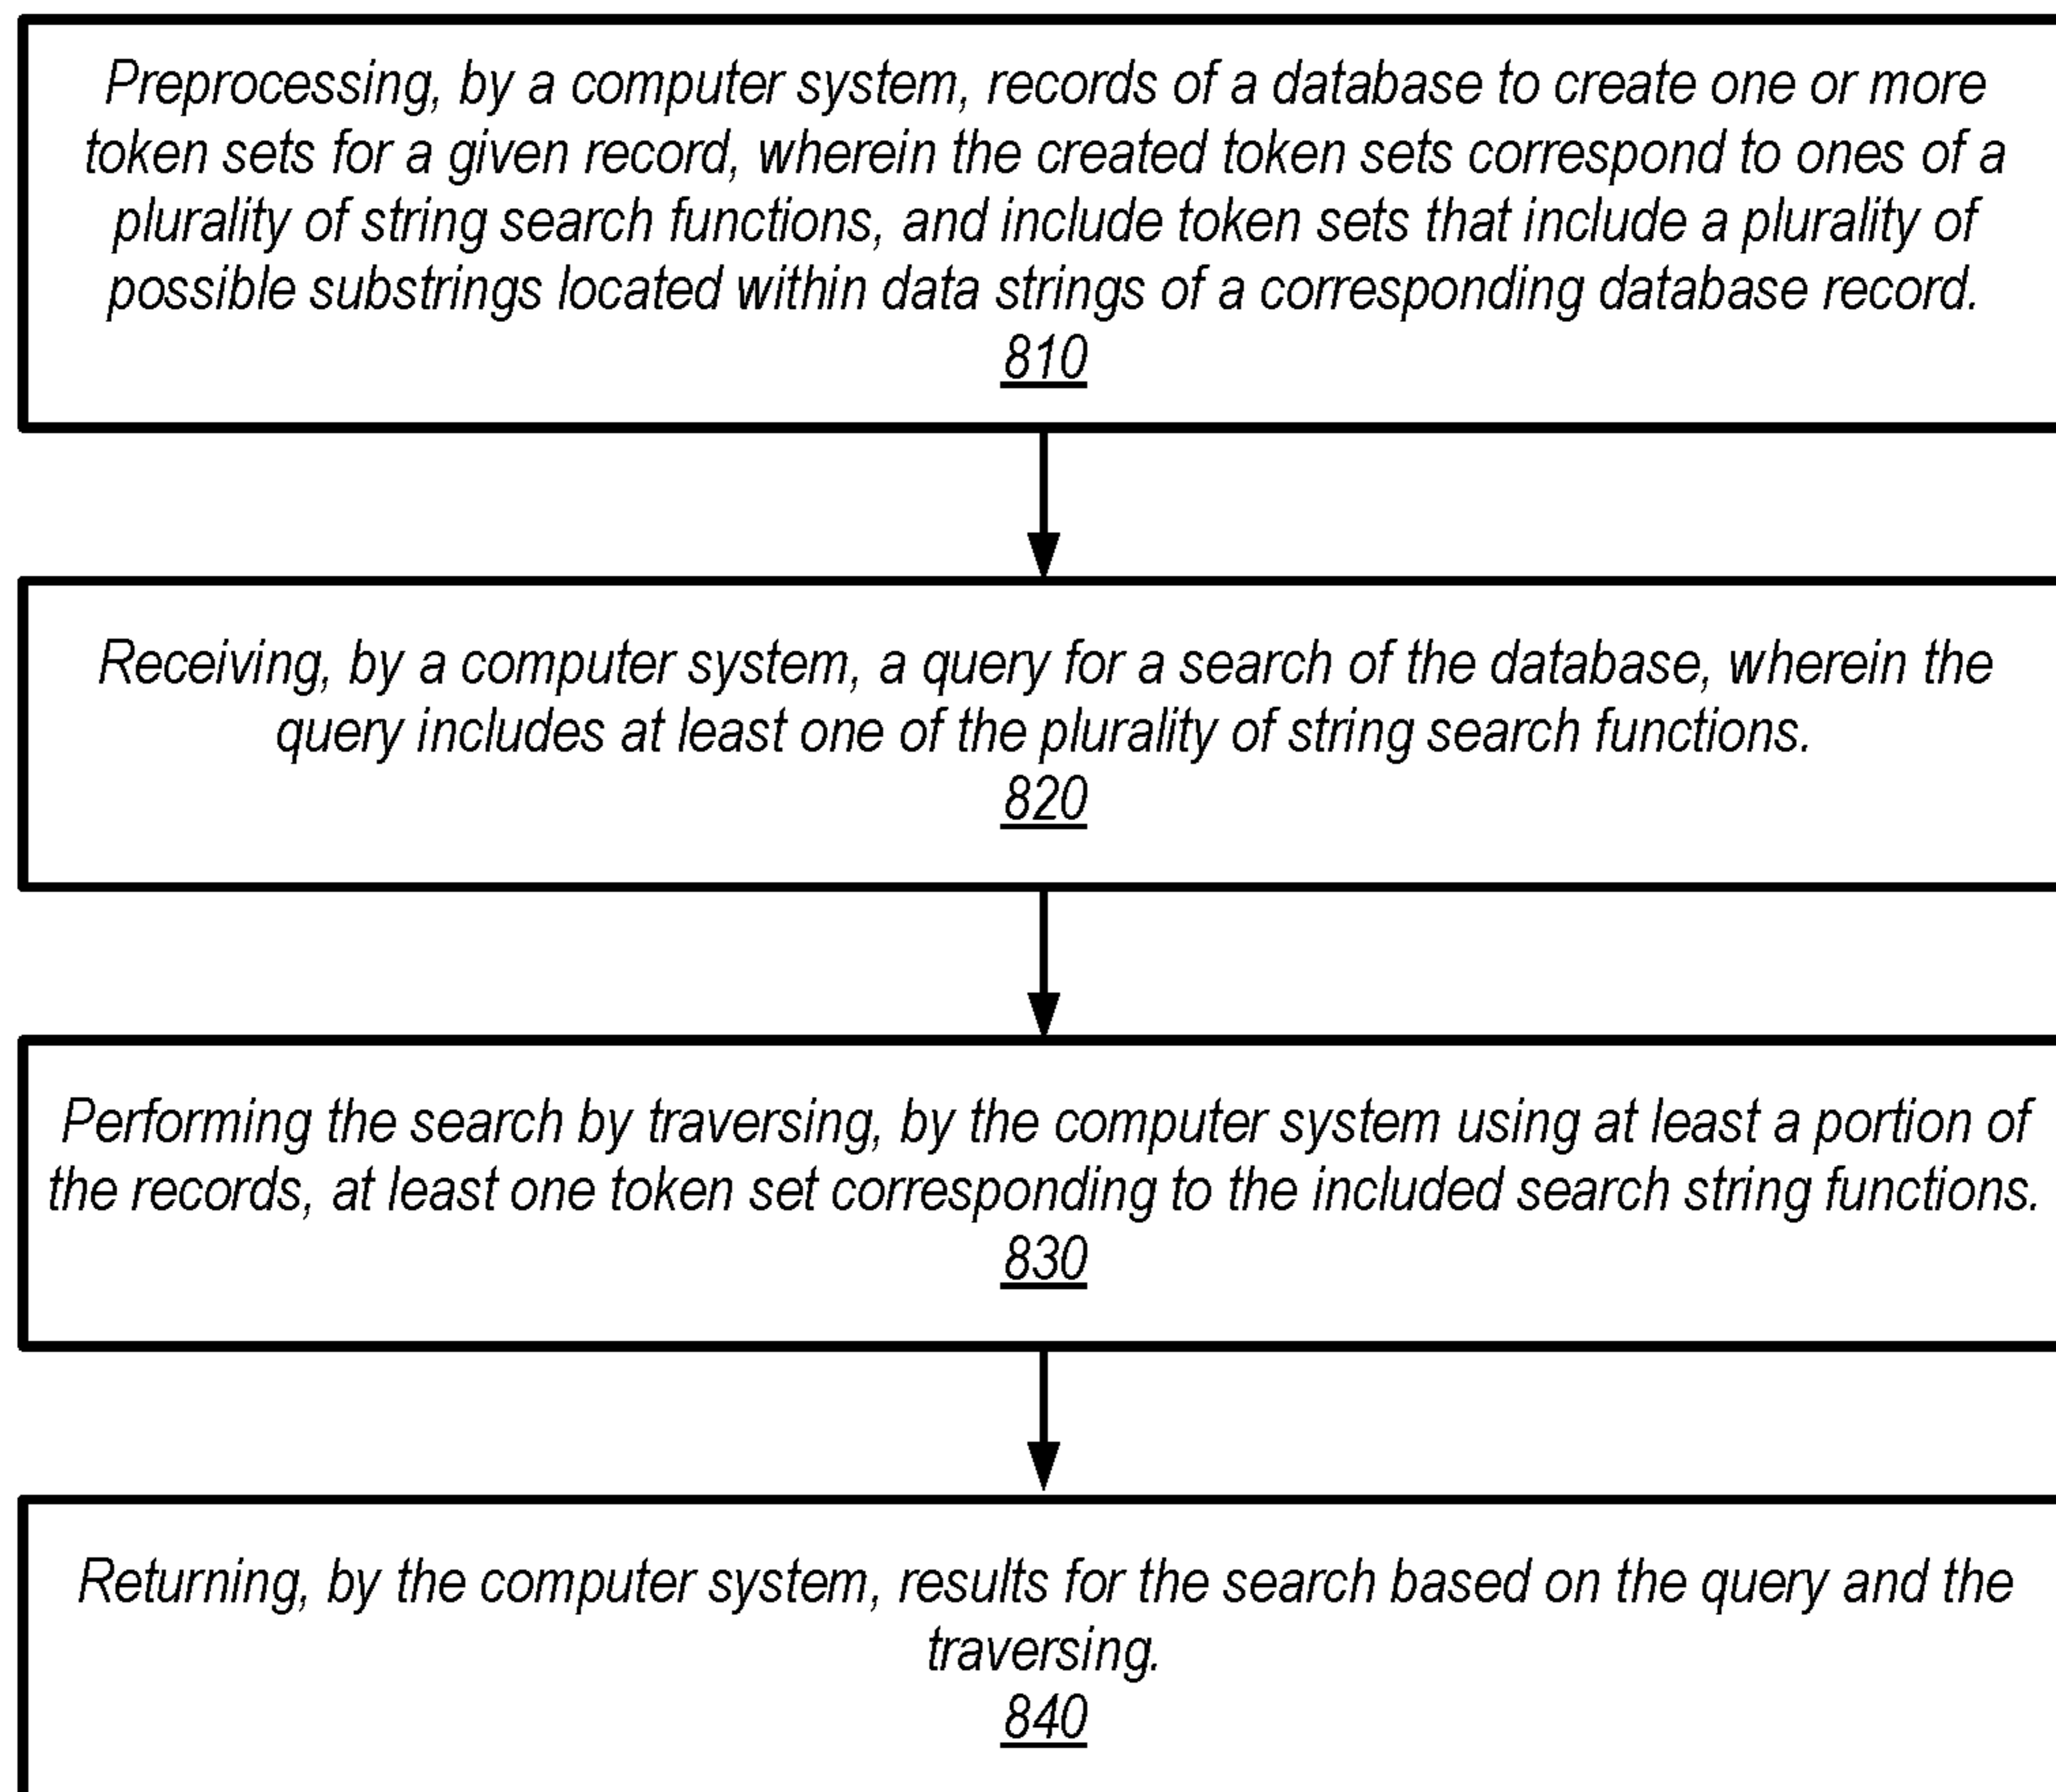 Preprocessing, by a computer system, records of a database to create one or more
token sets for a given record, wherein the created token sets correspond to ones of a
plurality of string search functions, and include token sets that include a plurality of
possible substrings located within data strings of a corresponding database record.
810
Receiving, by a computer system, a query for a search of the database, wherein the
query includes at least one of the plurality of string search functions.
820
Performing the search by traversing, by the computer system using at least a portion of
the records, at least one token set corresponding to the included search string functions.
830
Returning, by the computer system, results for the search based on the query and the
traversing.
840